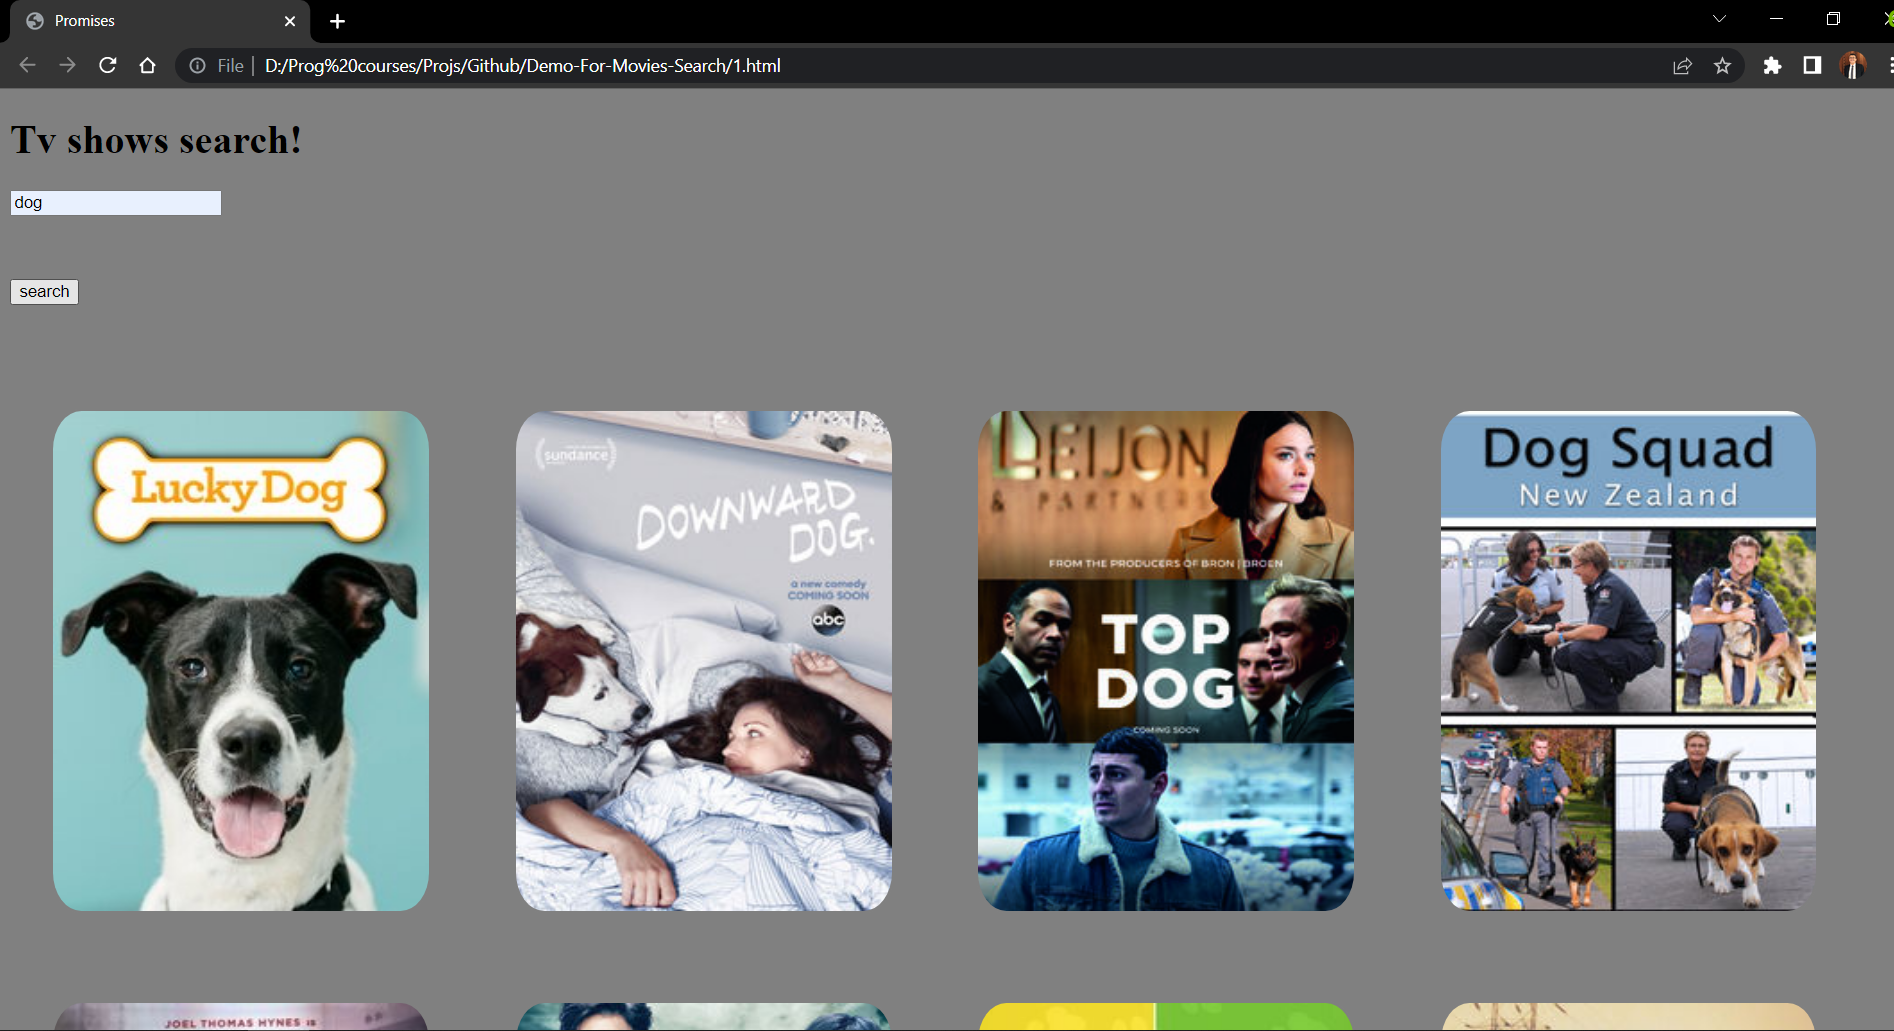 Promises
File | D:/Prog%20courses/Projs/Github/Demo-For-Movies-Search/1.html
Tv shows search!
dog
search
Lucky Dog
sundance
DOWNWARD
DOG.
a new comedy
COMING SOON
abc
LEIJON
& PARTNERS
FROM THE PRODUCERS OF BRON | BROEN
TOP
DOG
COMING SOON
Dog Squad
New Zealand
JOEL THOMAS HYNES IS